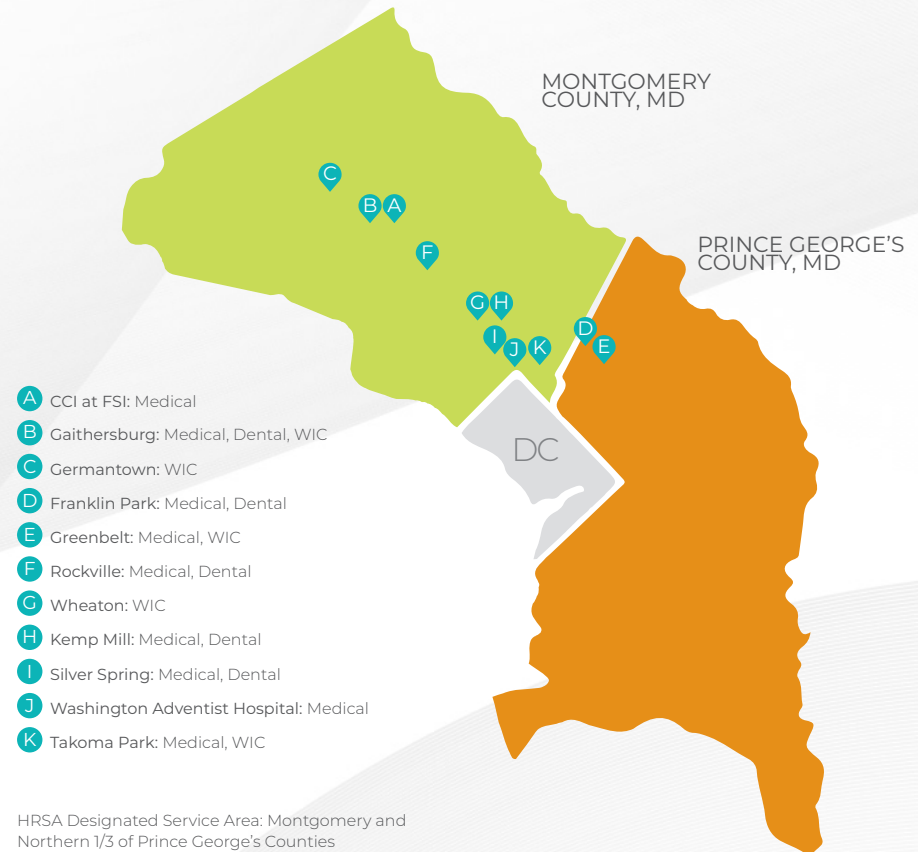 MONTGOMERY
COUNTY, MD
C
B A
PRINCE GEORGE’S
COUNTY, MD
F
G H
D
I
J K E
A CCI at FSI: Medical
B Gaithersburg: Medical, Dental, WIC
DC
C Germantown: WIC
D Franklin Park: Medical, Dental
E Greenbelt: Medical, WIC
F Rockville: Medical, Dental
G Wheaton: WIC
H Kemp Mill: Medical, Dental
I Silver Spring: Medical, Dental
J Washington Adventist Hospital: Medical
K Takoma Park: Medical, WIC
HRSA Designated Service Area: Montgomery and
Northern 1/3 of Prince George’s Counties